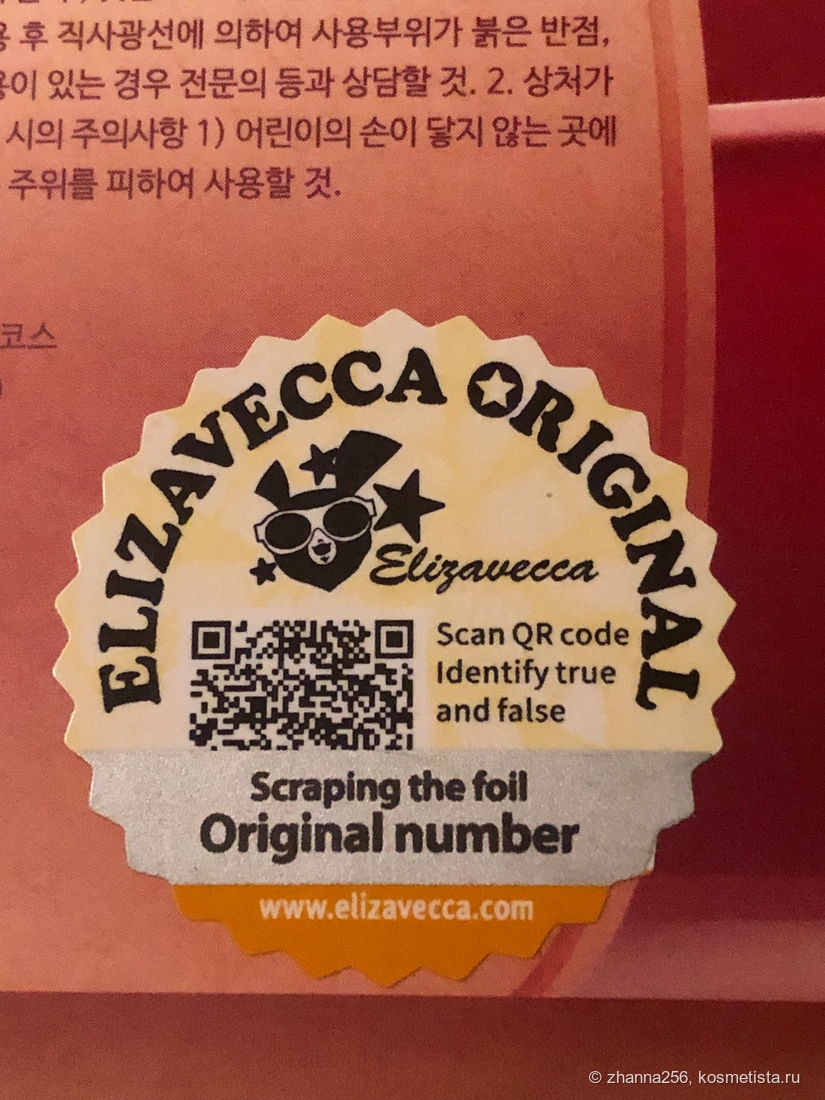 후 직사광선에 의하여 사용부위가 붉은 반점,
있는 경우 전문의 등과 상담할 것. 2. 상처가
시의 주의사항 1) 어린이의 손이 닿지 않는 곳에
주위를 피하여 사용할 것.
코스
ELIZAVECCA ORIGINAL
Elizavecca
Scan QR code
Identify true
and false
Scraping the foil
Original number
www.elizavecca.com
© zhanna256, kosmetista.ru